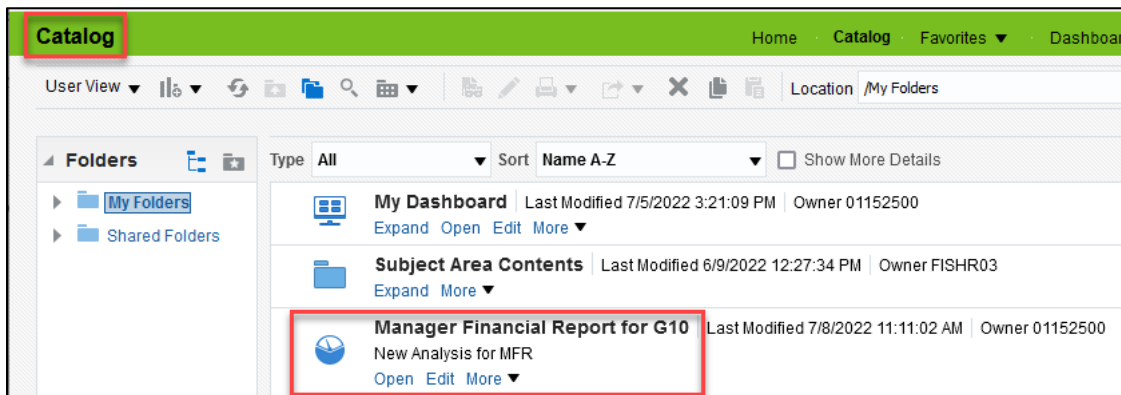 Catalog
Home Catalog Favorites
User View Location /My Folders
Folders Type All Sort Name A-Z Show More Details
My Folders
Shared Folders
My Dashboard Last Modified 7/5/2022 3:21:09 PM Owner 01152500
Expand Open Edit More
Subject Area Contents Last Modified 6/9/2022 12:27:34 PM Owner FISHR03
Expand More
Manager Financial Report for G10 Last Modified 7/8/2022 11:11:02 AM Owner 01152500
New Analysis for MFR
Open Edit More